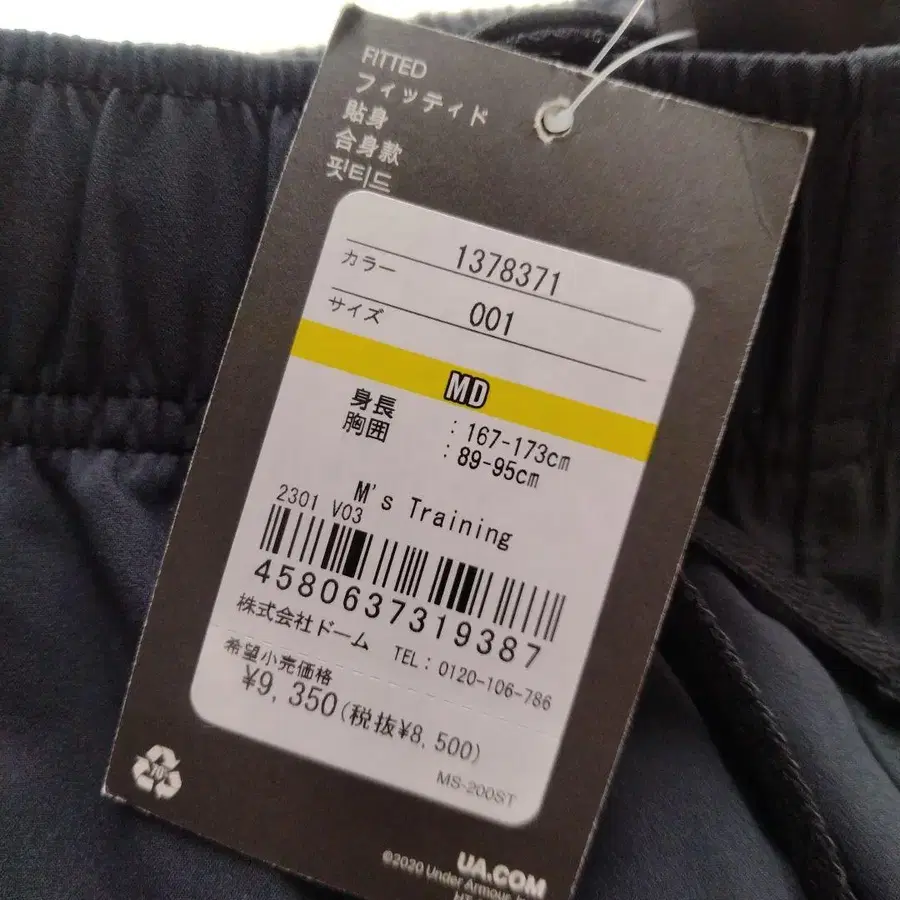 FITTED
フィッティド
貼身
合身款
핏티드
1378371
カラー 001
サイズ
MD
身長 : 167-173cm
胸囲 : 89-95cm
M's Training
2301 V03
4580637319387
株式会社ドーム TEL: 0120-106-786
希望小売価格
¥9,350(税抜¥8,500)
MS-200ST
UA.COM
©2020 Under Armour